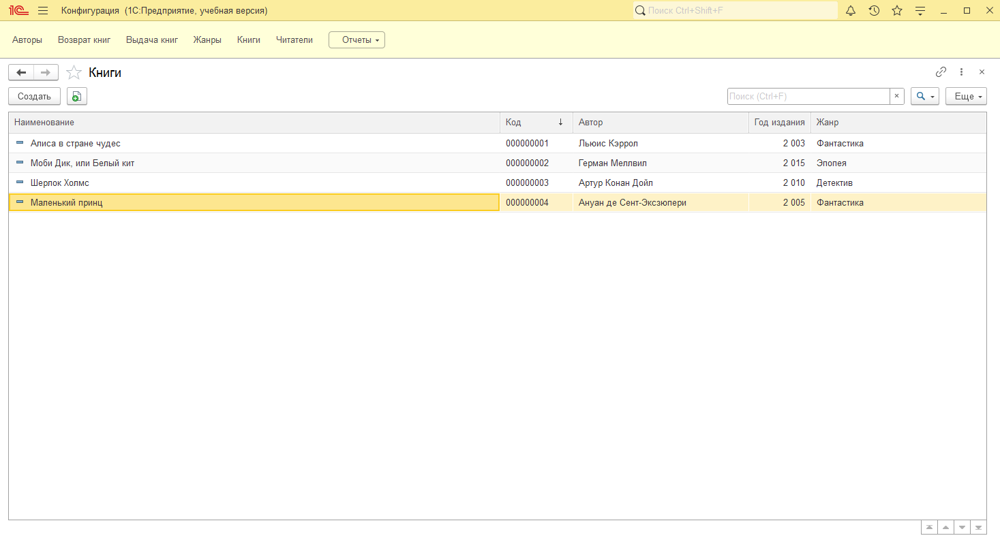 1С Конфигурация (1С:Предприятие, учебная версия) Поиск Ctrl+Shift+F
Авторы Возврат книг Выдача книг Жанры Книги Читатели Отчеты
Книги
Создать Поиск (Ctrl+F) × Еще
Наименование Код ↓ Автор Год издания Жанр
Алиса в стране чудес 000000001 Льюис Кэррол 2 003 Фантастика
Моби Дик, или Белый кит 000000002 Герман Меллвил 2 015 Эпопея
Шерлок Холмс 000000003 Артур Конан Дойл 2 010 Детектив
Маленький принц 000000004 Ануан де Сент-Эксзюпери 2 005 Фантастика